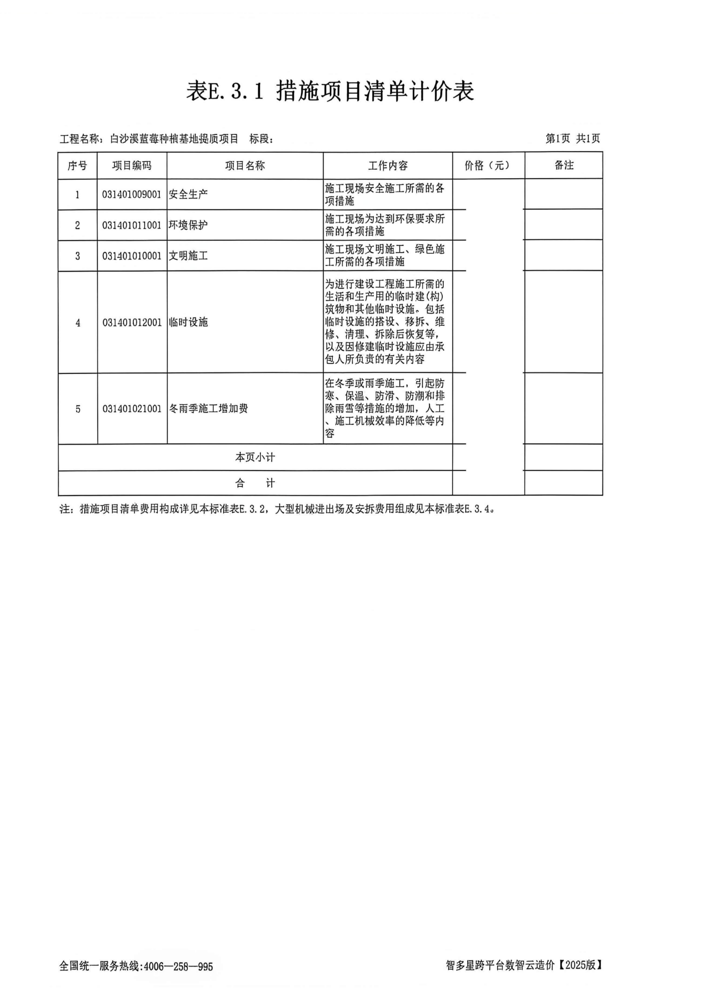 表E.3.1 措施项目清单计价表
工程名称：白沙溪蓝莓种植基地提质项目 标段： 第1页 共1页
序号 项目编码 项目名称 工作内容 价格（元） 备注
1 031401009001 安全生产 施工现场安全施工所需的各
项措施
2 031401011001 环境保护 施工现场为达到环保要求所
需的各项措施
3 031401010001 文明施工 施工现场文明施工、绿色施
工所需的各项措施
4 031401012001 临时设施 为进行建设工程施工所需的
生活和生产用的临时建(构)
筑物和其他临时设施。包括
临时设施的搭设、移拆、维
修、清理、拆除后恢复等，
以及因修建临时设施应由承
包人所负责的有关内容
5 031401021001 冬雨季施工增加费 在冬季或雨季施工，引起防
寒、保温、防滑、防潮和排
除雨雪等措施的增加，人工
、施工机械效率的降低等内
容
本页小计
合 计
注：措施项目清单费用构成详见本标准表E.3.2，大型机械进出场及安拆费用组成见本标准表E.3.4。
全国统一服务热线:4006—258—995 智多星跨平台数智云造价【2025版】